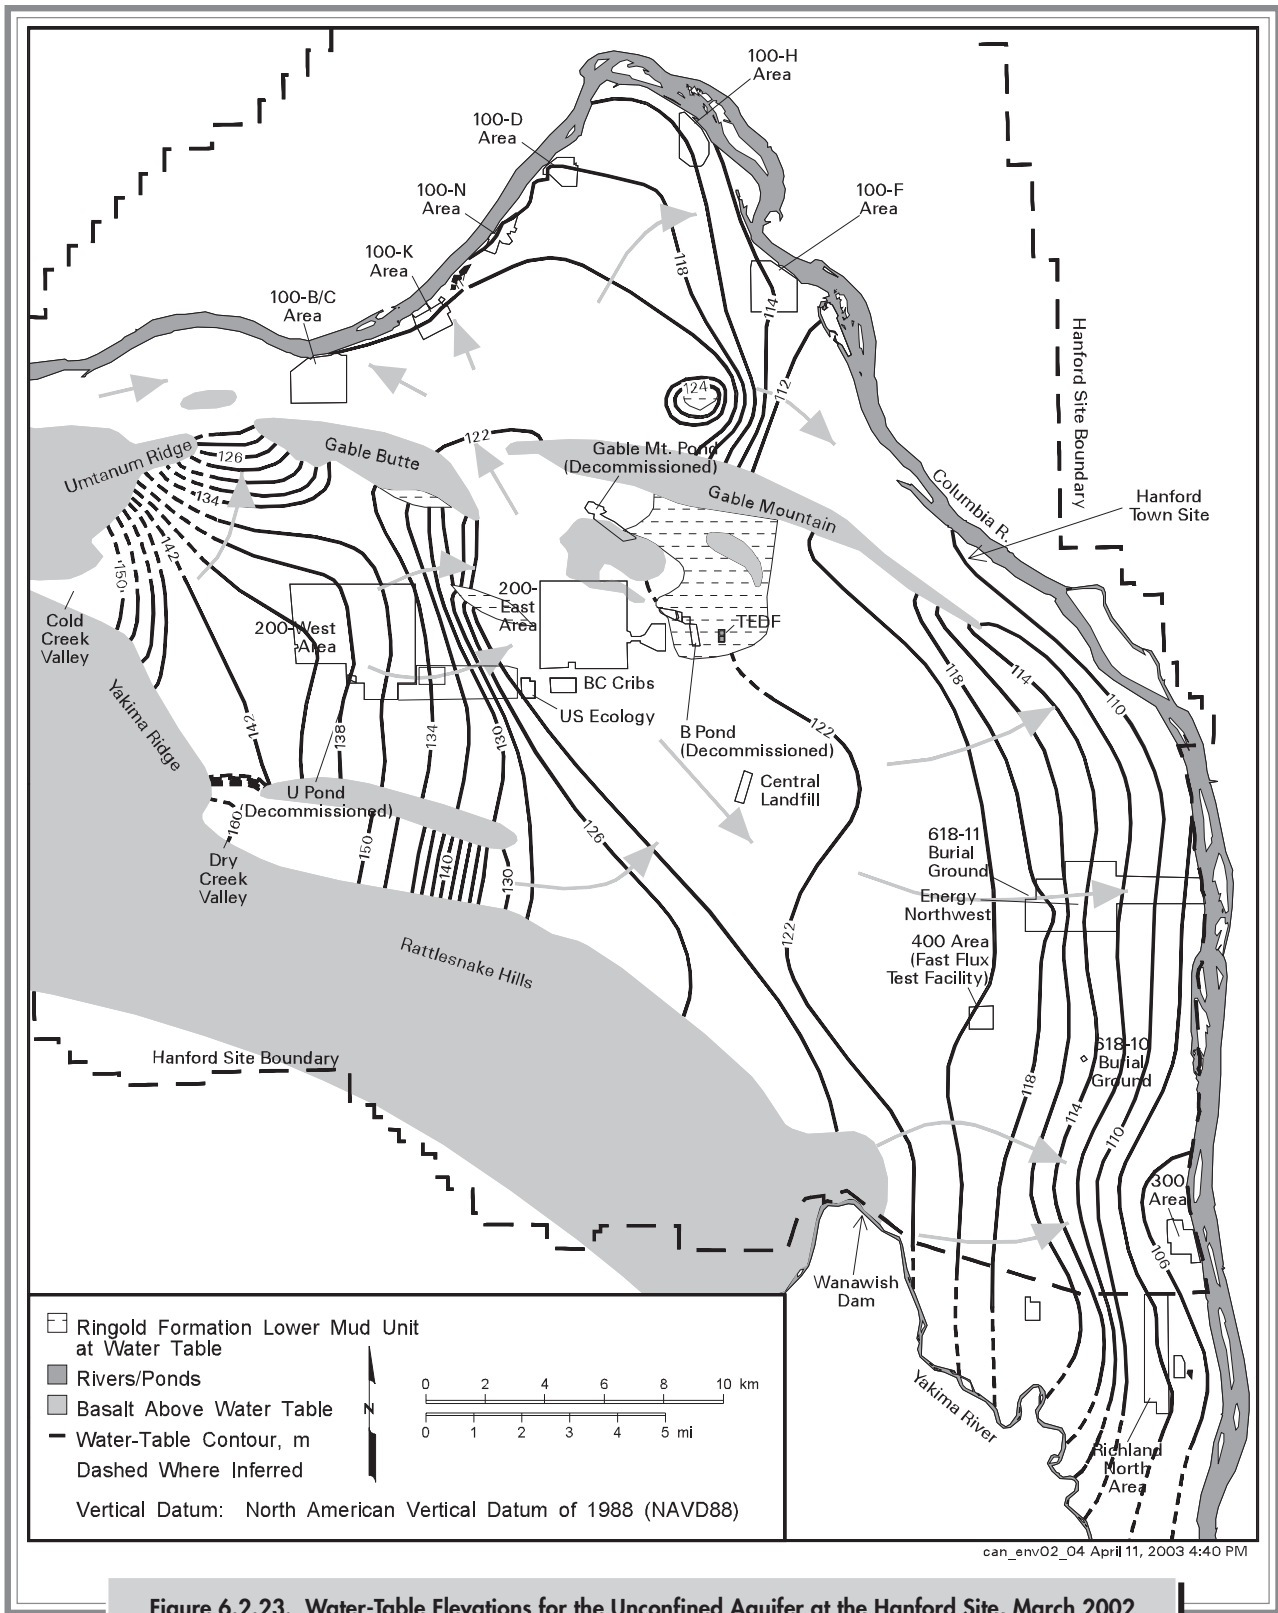 100-H
Area
100-D
Area
100-N
Area
100-F
Area
100-K
Area
100-B/C
Area
118
114
112
124
122
Hanford Site Boundary
Umtanum Ridge
126
134
Gable Butte
Gable Mt. Pond
(Decommissioned)
Gable Mountain
Columbia R.
Hanford
Town Site
142
150
Cold
Creek
Valley
200-West
Area
200-
East
Area
TEDF
BC Cribs
US Ecology
B Pond
(Decommissioned)
118
114
110
Yakima Ridge
142
138
134
130
122
Central
Landfill
U Pond
(Decommissioned)
160
150
140
130
126
Dry
Creek
Valley
618-11
Burial
Ground
Energy
Northwest
122
400 Area
(Fast Flux
Test Facility)
Rattlesnake Hills
Hanford Site Boundary
618-10
Burial
Ground
118
114
110
300
Area
106
Wanawish
Dam
Yakima River
Richland
North
Area
Ringold Formation Lower Mud Unit
at Water Table
Rivers/Ponds
Basalt Above Water Table
Water-Table Contour, m
Dashed Where Inferred
N
0 2 4 6 8 10 km
0 1 2 3 4 5 mi
Vertical Datum: North American Vertical Datum of 1988 (NAVD88)
can_env02_04 April 11, 2003 4:40 PM
Figure 6.2.23. Water-Table Elevations for the Unconfined Aquifer at the Hanford Site, March 2002